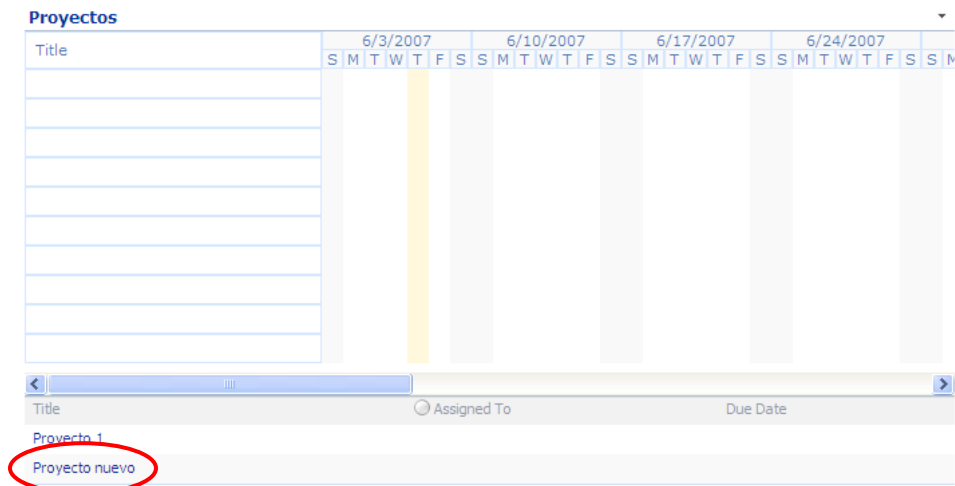 Proyectos
Title
6/3/2007 6/10/2007 6/17/2007 6/24/2007
S M T W T F S S M T W T F S S M T W T F S S M T W T F S S M
Title Assigned To Due Date
Proyecto 1
Proyecto nuevo